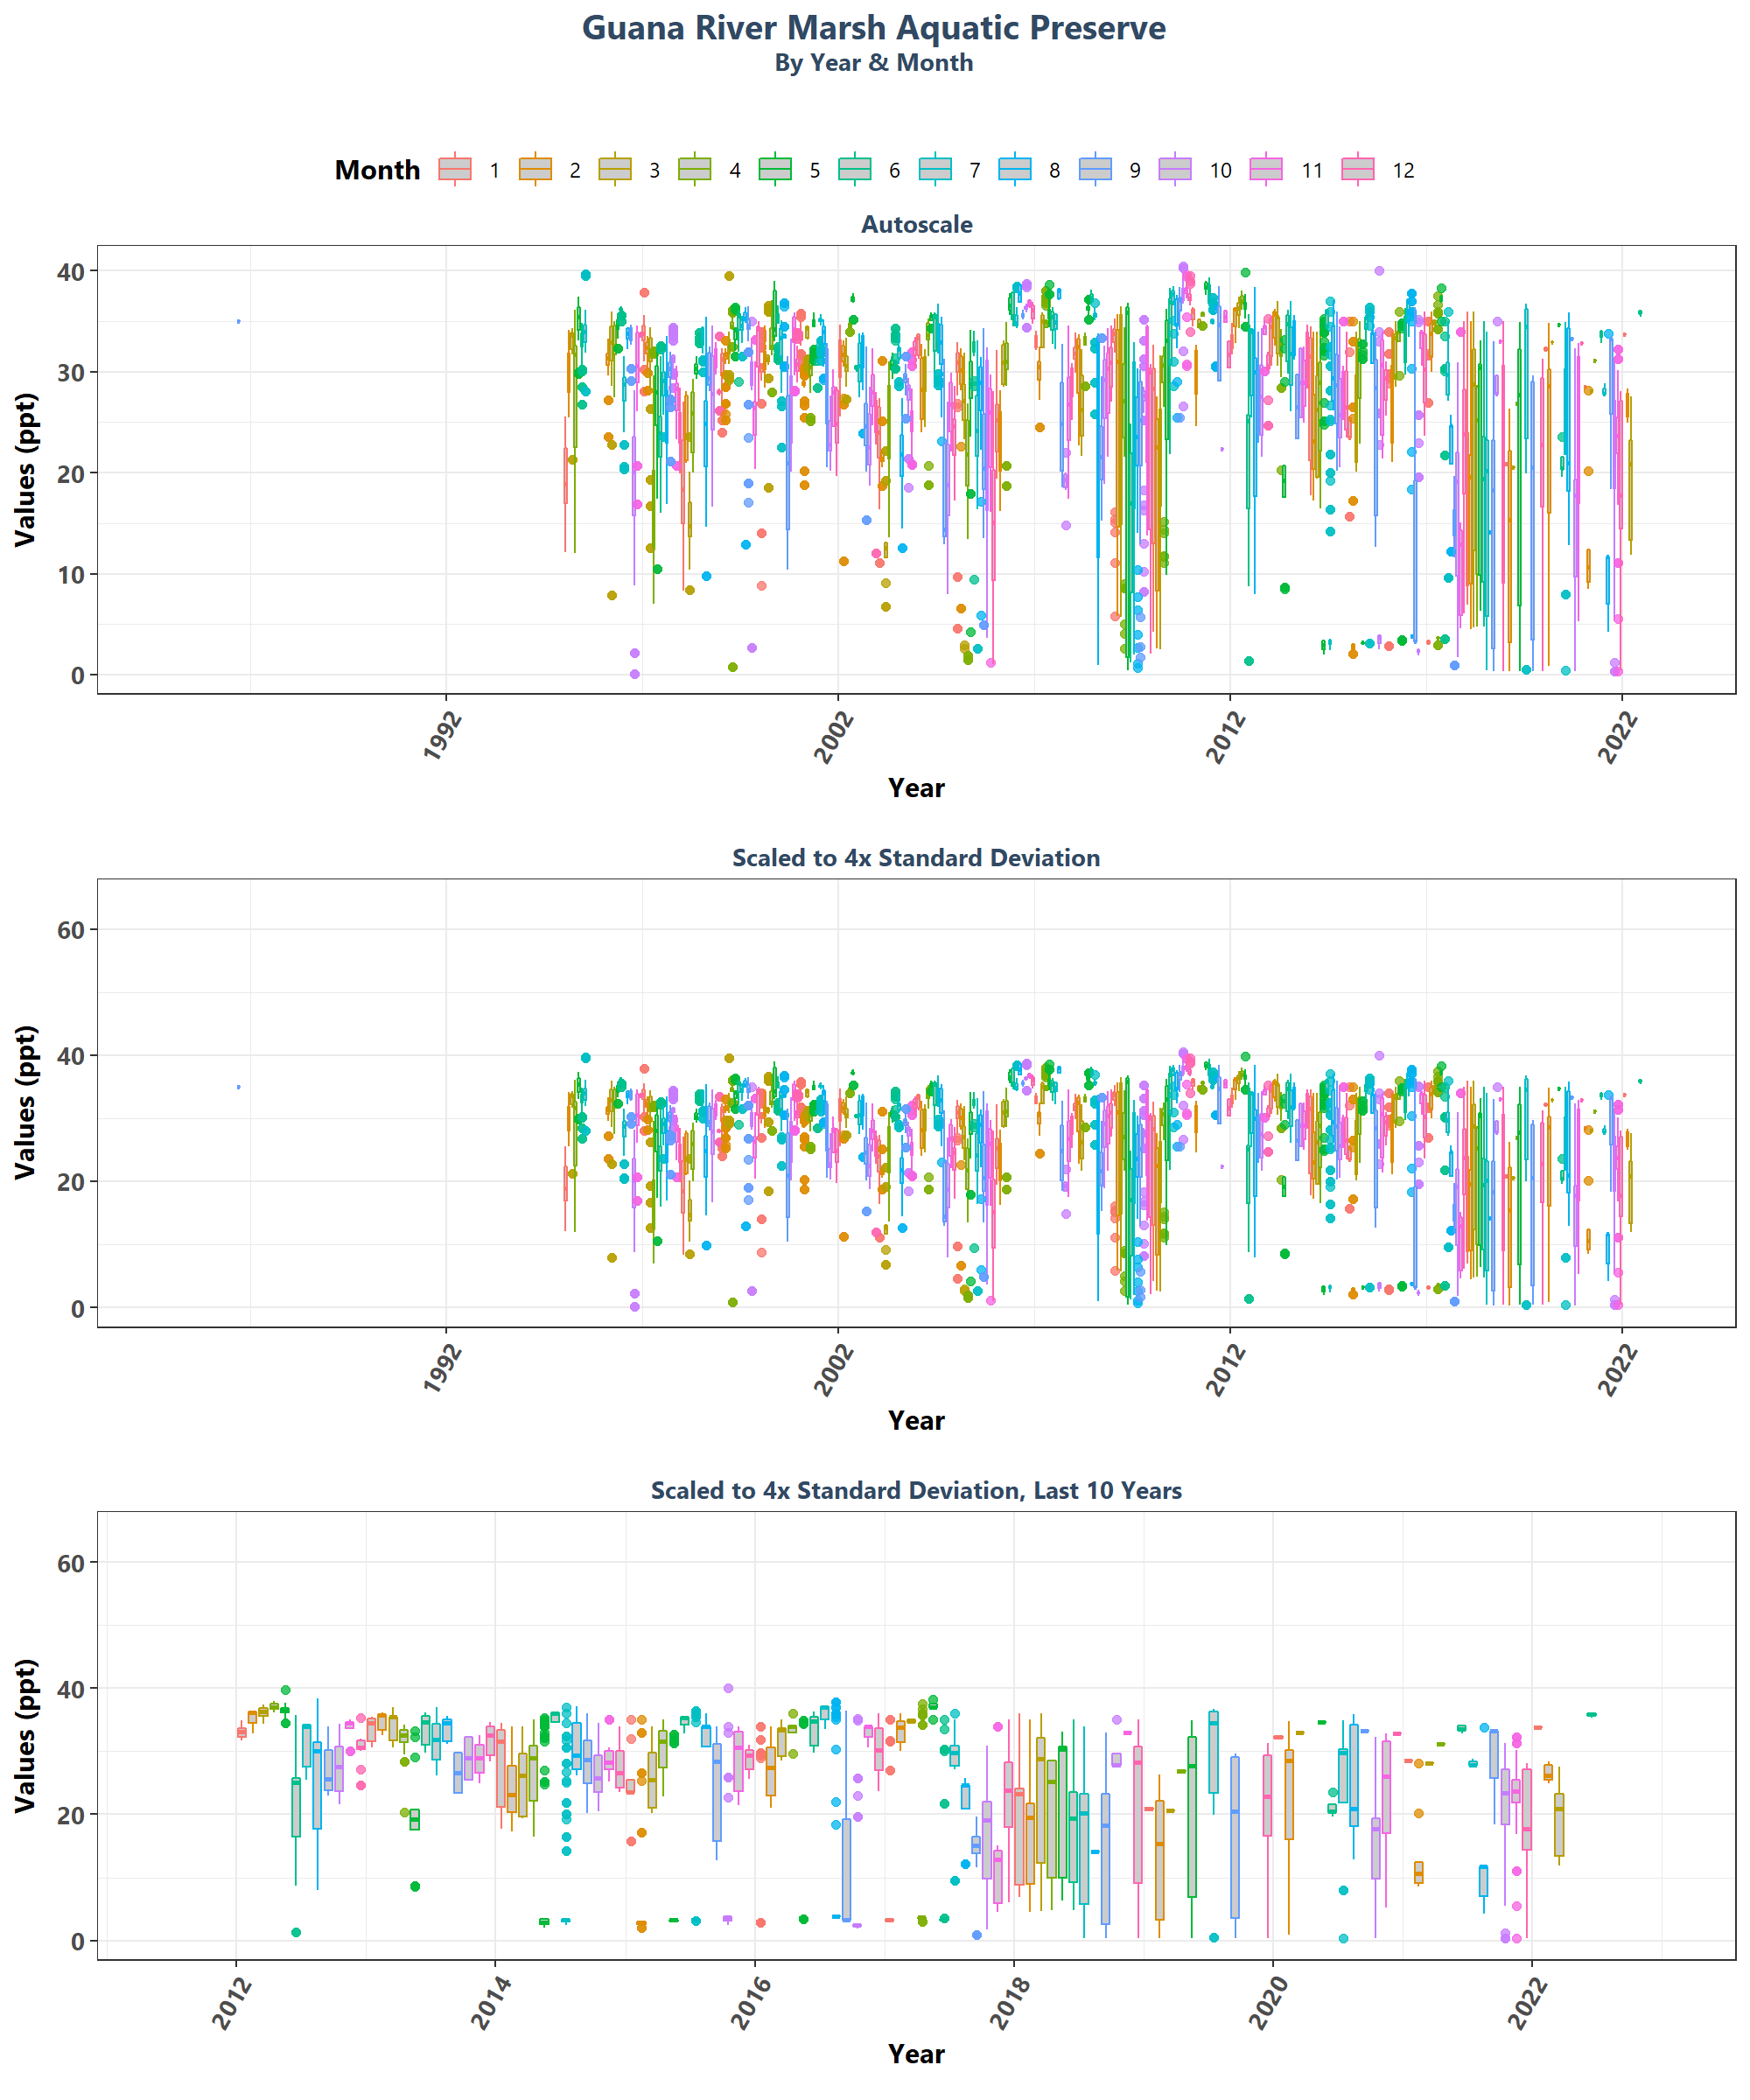 Guana River Marsh Aquatic Preserve
By Year & Month
Month 1 2 3 4 5 6 7 8 9 10 11 12
Autoscale
Values (ppt)
40
30
20
10
0
1992 2002 2012 2022
Year
Scaled to 4x Standard Deviation
Values (ppt)
60
40
20
0
1992 2002 2012 2022
Year
Scaled to 4x Standard Deviation, Last 10 Years
Values (ppt)
60
40
20
0
2012 2014 2016 2018 2020 2022
Year